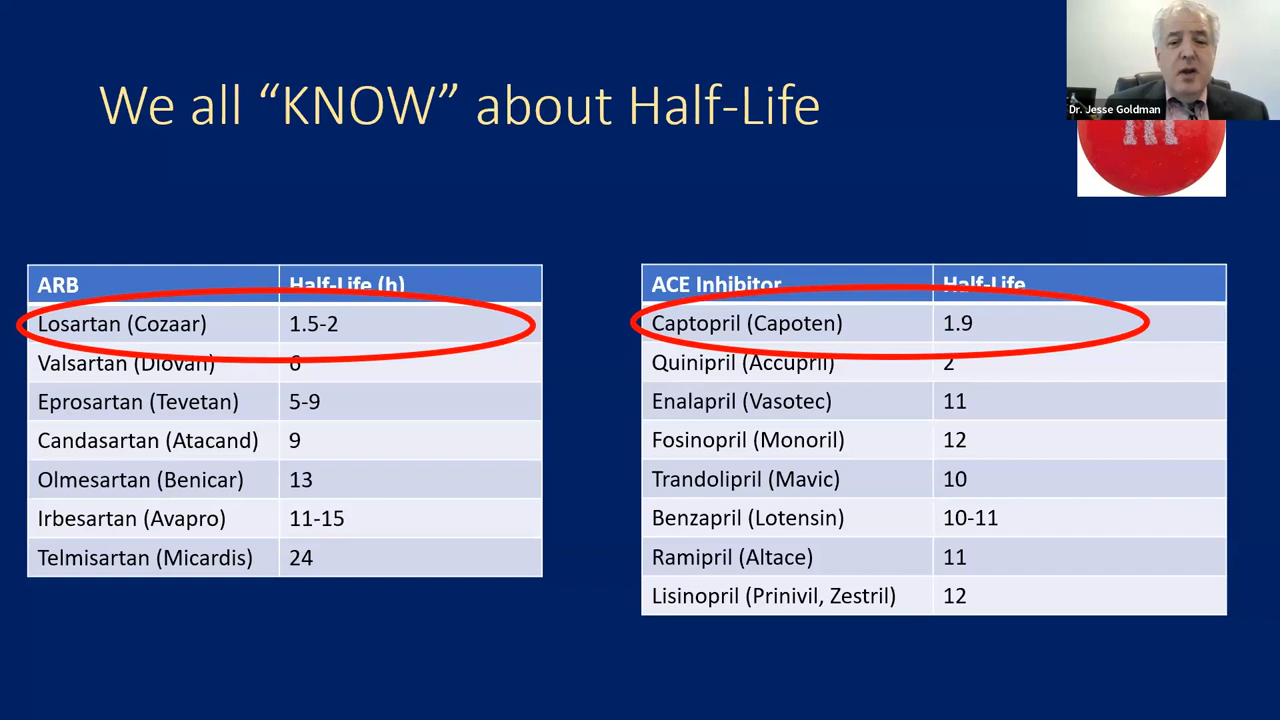 We all “KNOW” about Half-Life
Dr. Jesse Goldman
m
ARB Half-Life (h)
Losartan (Cozaar) 1.5-2
Valsartan (Diovan) 6
Eprosartan (Tevetan) 5-9
Candasartan (Atacand) 9
Olmesartan (Benicar) 13
Irbesartan (Avapro) 11-15
Telmisartan (Micardis) 24
ACE Inhibitor Half-Life
Captopril (Capoten) 1.9
Quinipril (Accupril) 2
Enalapril (Vasotec) 11
Fosinopril (Monoril) 12
Trandolipril (Mavic) 10
Benzapril (Lotensin) 10-11
Ramipril (Altace) 11
Lisinopril (Prinivil, Zestril) 12